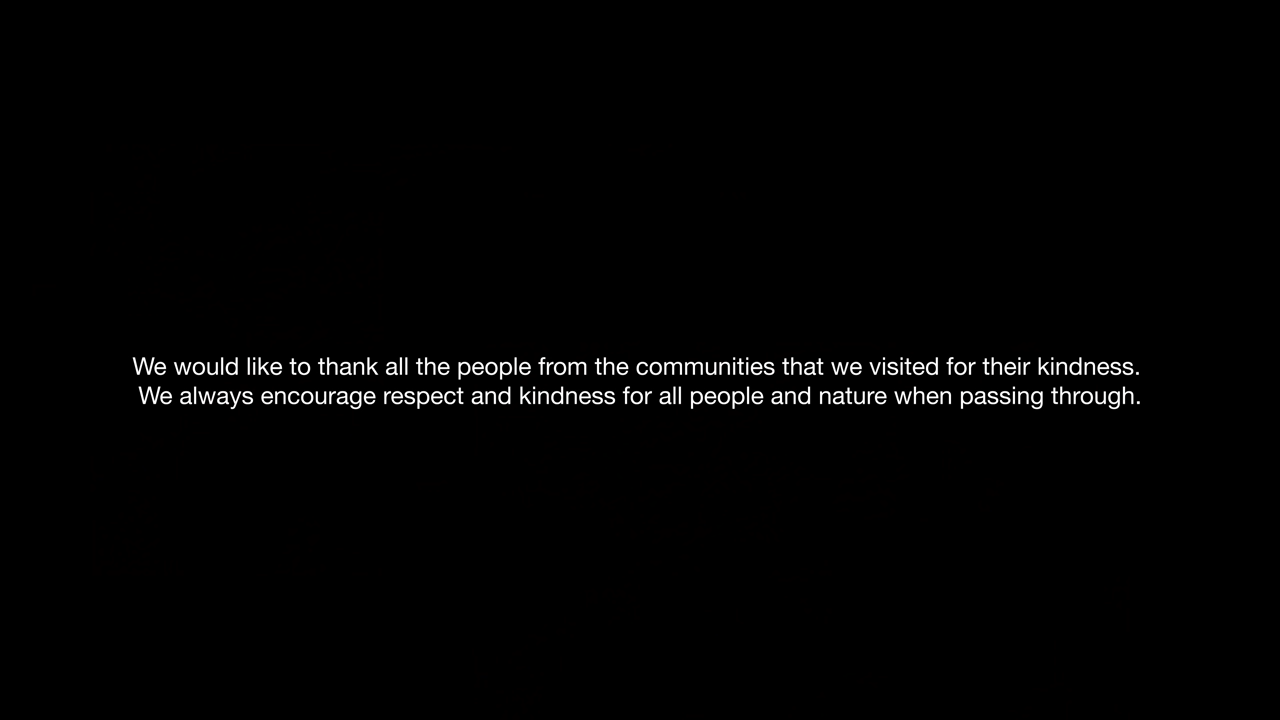 We would like to thank all the people from the communities that we visited for their kindness.
We always encourage respect and kindness for all people and nature when passing through.